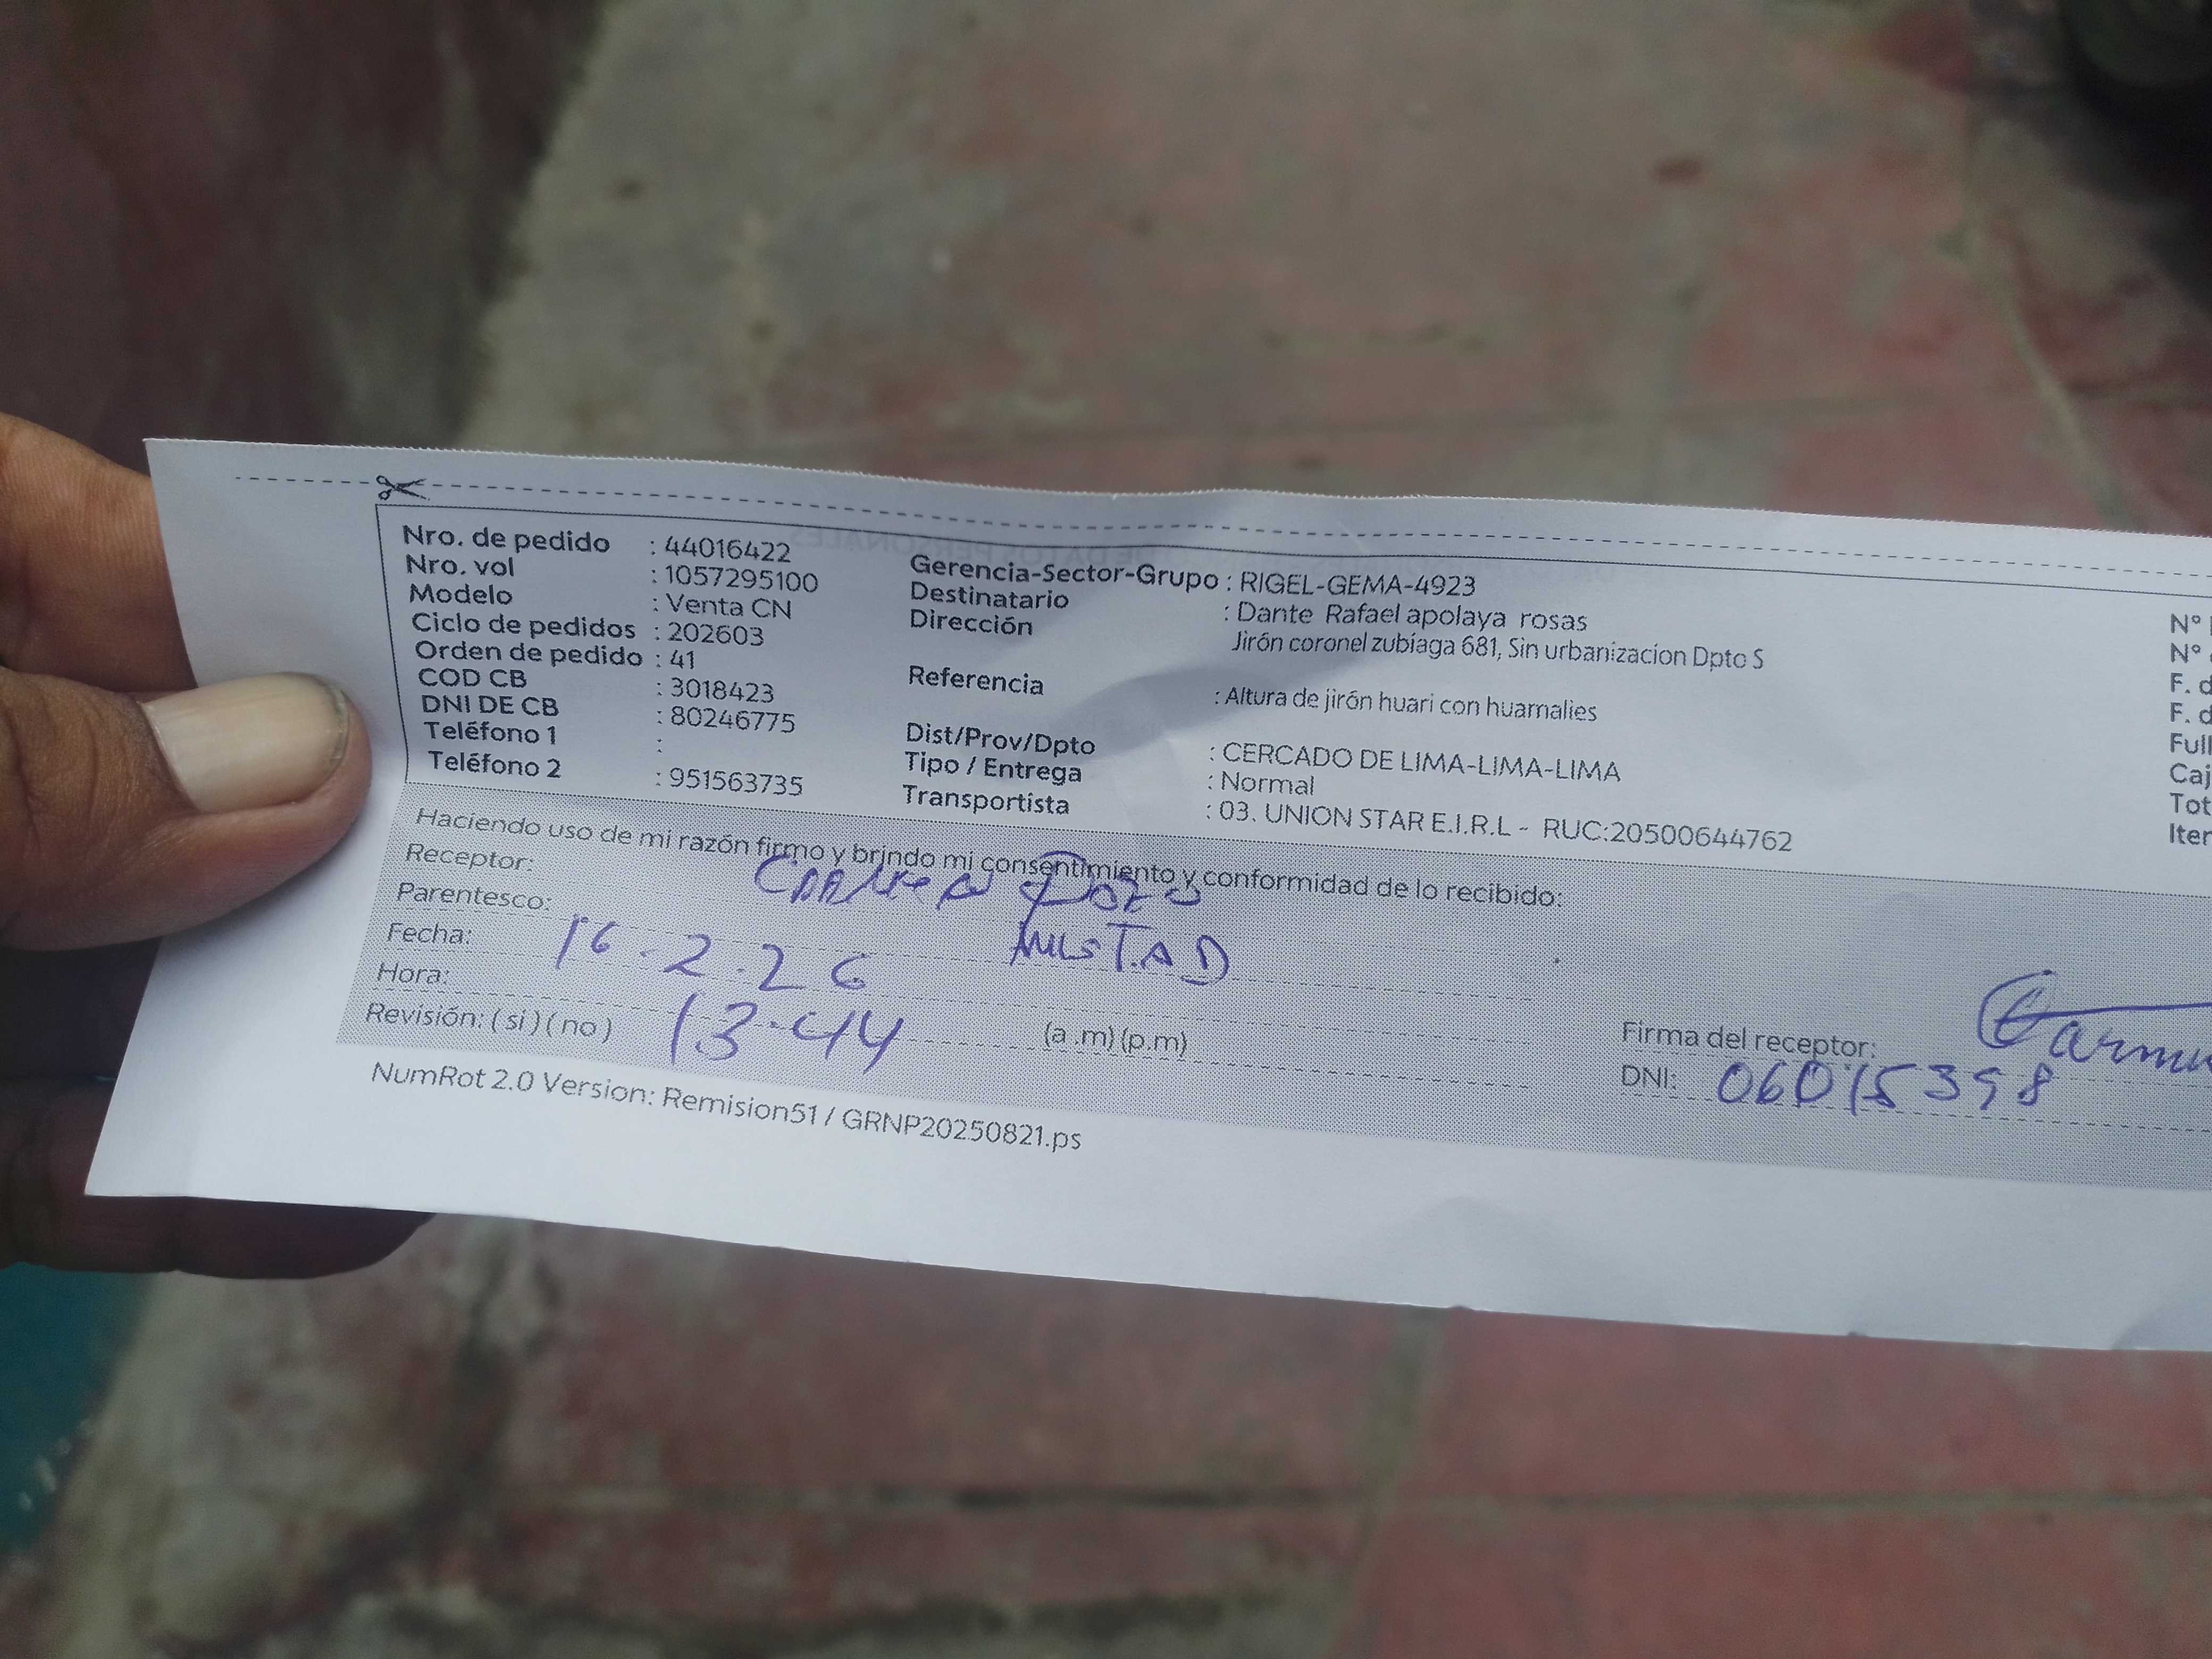 Nro. de pedido : 44016422
Nro. vol : 1057295100
Modelo : Venta CN
Ciclo de pedidos : 202603
Orden de pedido : 41
COD CB : 3018423
DNI DE CB : 80246775
Teléfono 1 :
Teléfono 2 : 951563735
Gerencia-Sector-Grupo : RIGEL-GEMA-4923
Destinatario : Dante Rafael apolaya rosas
Dirección Jirón coronel zubiaga 681, Sin urbanizacion Dpto S
Referencia : Altura de jirón huari con huamalies
Dist/Prov/Dpto : CERCADO DE LIMA-LIMA-LIMA
Tipo / Entrega : Normal
Transportista : 03. UNION STAR E.I.R.L - RUC:20500644762
N°
N°
F. d
F. d
Full
Caj
Tot
Iter
Haciendo uso de mi razón firmo y brindo mi consentimiento y conformidad de lo recibido:
Receptor: Carmen
Parentesco: AMISTAD
Fecha: 16.2.26
Hora: 13.44 (a .m) (p.m)
Revisión: ( si ) ( no )
Firma del receptor:
DNI: 06015398
NumRot 2.0 Version: Remision51 / GRNP20250821.ps